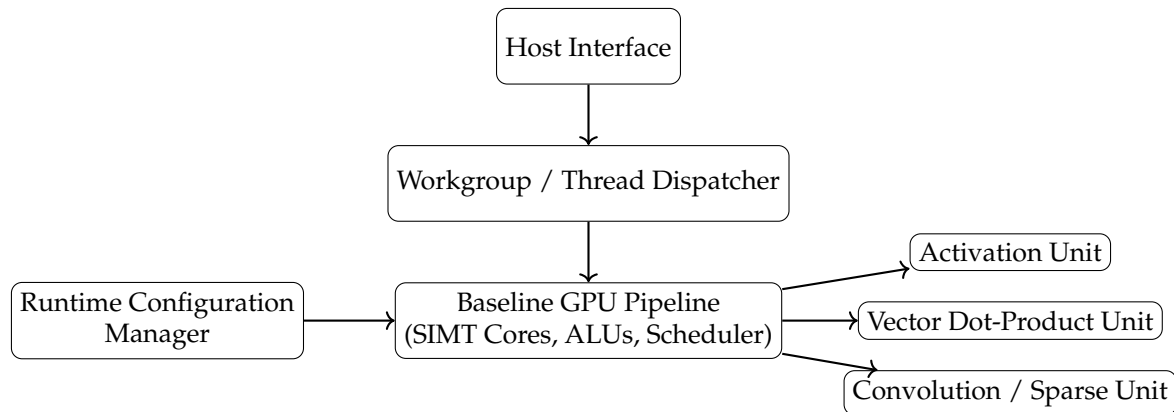 Host Interface
Workgroup / Thread Dispatcher
Activation Unit
Runtime Configuration
Manager
Baseline GPU Pipeline
(SIMT Cores, ALUs, Scheduler)
Vector Dot-Product Unit
Convolution / Sparse Unit